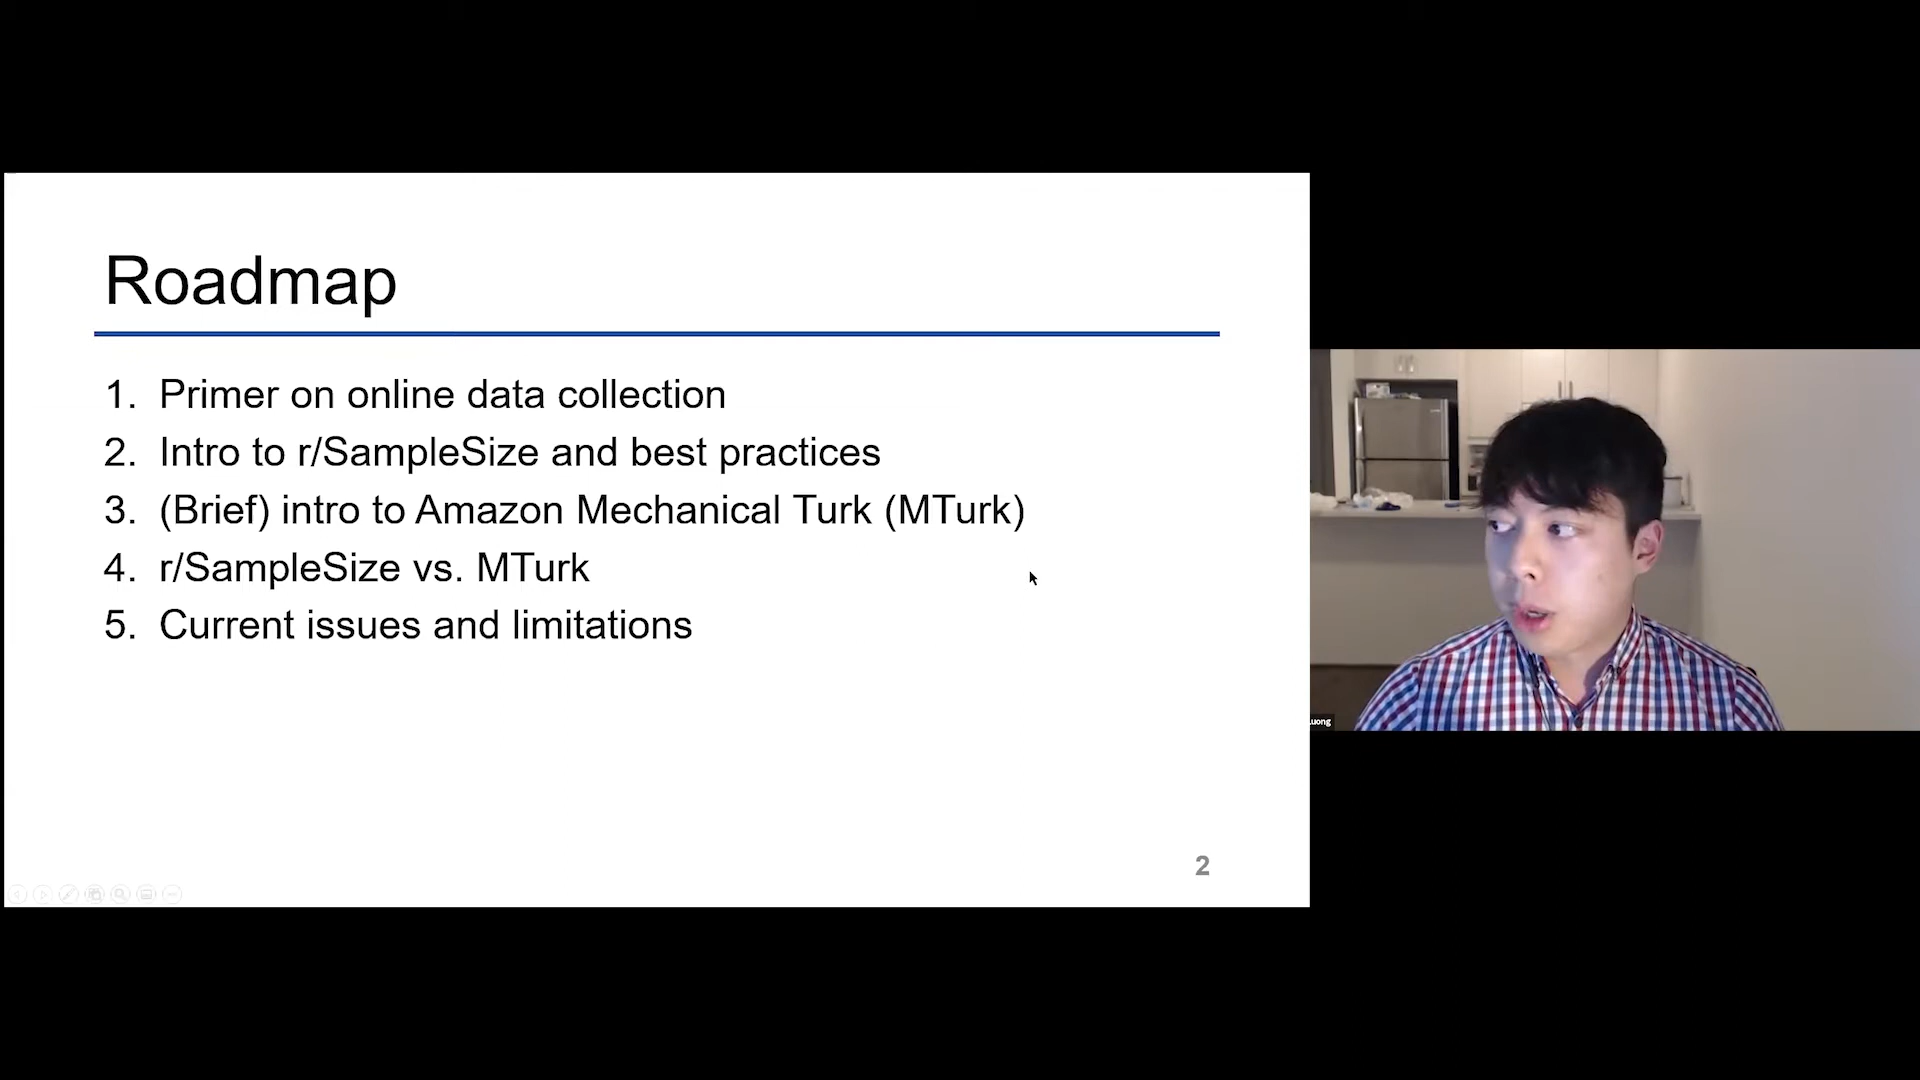 Roadmap
1. Primer on online data collection
2. Intro to r/SampleSize and best practices
3. (Brief) intro to Amazon Mechanical Turk (MTurk)
4. r/SampleSize vs. MTurk
5. Current issues and limitations
2